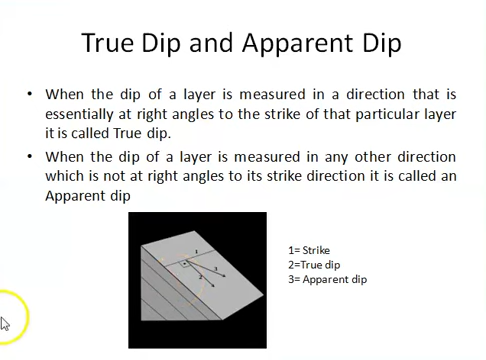 True Dip and Apparent Dip
• When the dip of a layer is measured in a direction that is
essentially at right angles to the strike of that particular layer
it is called True dip.
• When the dip of a layer is measured in any other direction
which is not at right angles to its strike direction it is called an
Apparent dip
1
3
2
1= Strike
2=True dip
3= Apparent dip